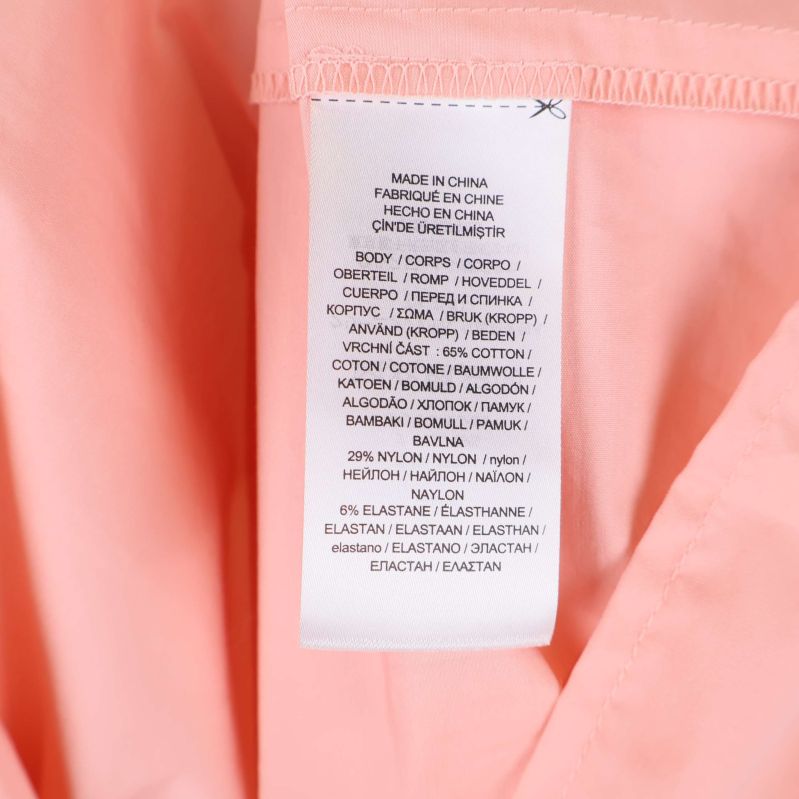 MADE IN CHINA
FABRIQUÉ EN CHINE
HECHO EN CHINA
ÇİN'DE ÜRETİLMİŞTİR
BODY / CORPS / CORPO /
OBERTEIL / ROMP / HOVEDDEL /
CUERPO / ПЕРЕД И СПИНКА /
КОРПУС / ΣΩΜΑ / BRUK (KROPP) /
ANVÄND (KROPP) / BEDEN /
VRCHNÍ ČÁST : 65% COTTON /
COTON / COTONE / BAUMWOLLE /
KATOEN / BOMULD / ALGODÓN /
ALGODÃO / ХЛОПОК / ПАМУК /
BAMBAKI / BOMULL / PAMUK /
BAVLNA
29% NYLON / NYLON / nylon /
НЕЙЛОН / НАЙЛОН / ΝΑΪΛΟΝ /
NAYLON
6% ELASTANE / ÉLASTHANNE /
ELASTAN / ELASTAAN / ELASTHAN /
elastano / ELASTANO / ЭЛАСТАН /
ЕЛАСТАН / ΕΛΑΣΤΑΝ